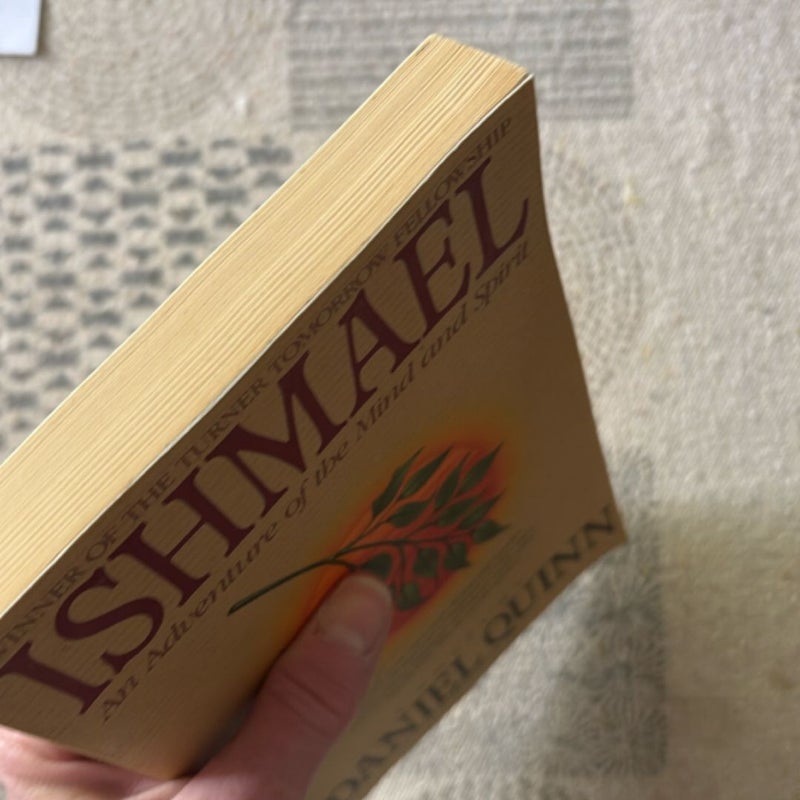 WINNER OF THE TURNER TOMORROW FELLOWSHIP
ISHMAEL
An Adventure of the Mind and Spirit
DANIEL QUINN